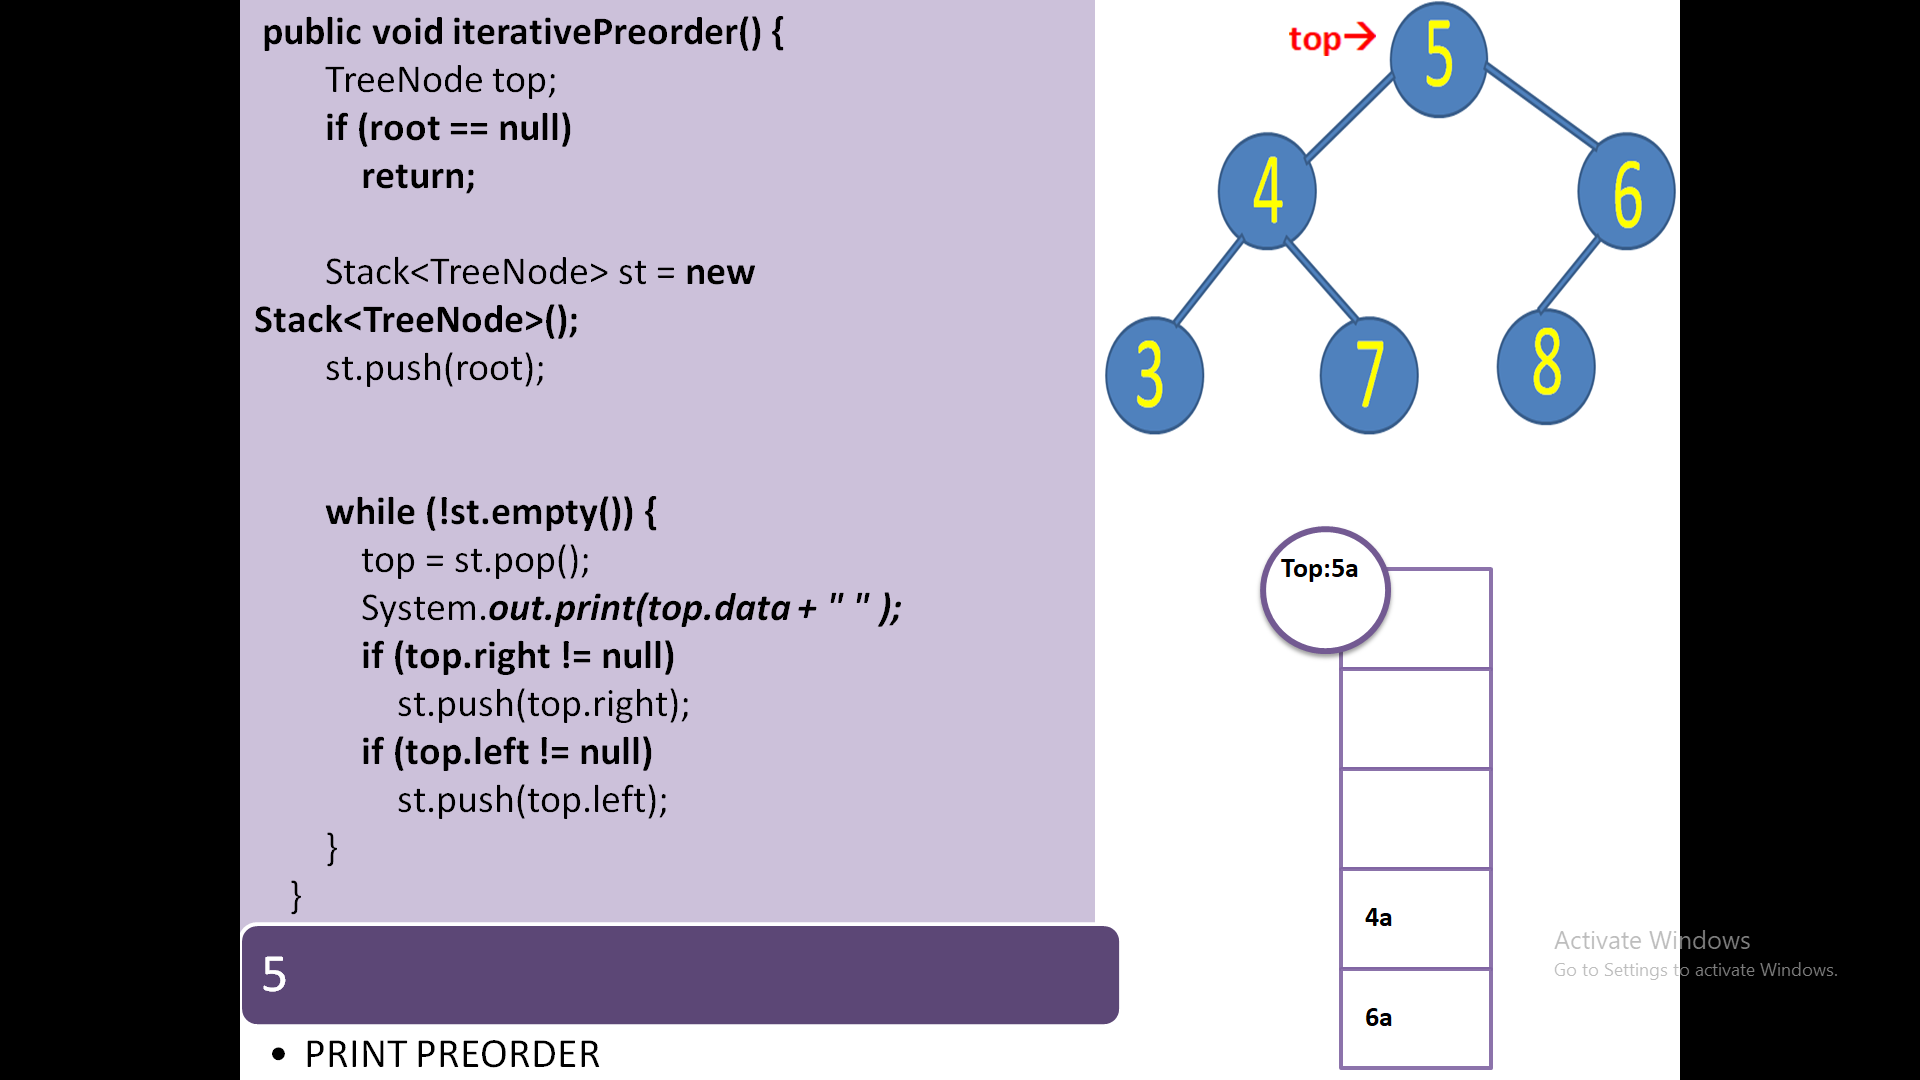 public void iterativePreorder() {
TreeNode top;
if (root == null)
return;
Stack<TreeNode> st = new
Stack<TreeNode>();
st.push(root);
while (!st.empty()) {
top = st.pop();
System.out.print(top.data + " " );
if (top.right != null)
st.push(top.right);
if (top.left != null)
st.push(top.left);
}
}
5
• PRINT PREORDER
top→
5
4
6
3
7
8
Top:5a
4a
6a
Activate Windows
Go to Settings to activate Windows.